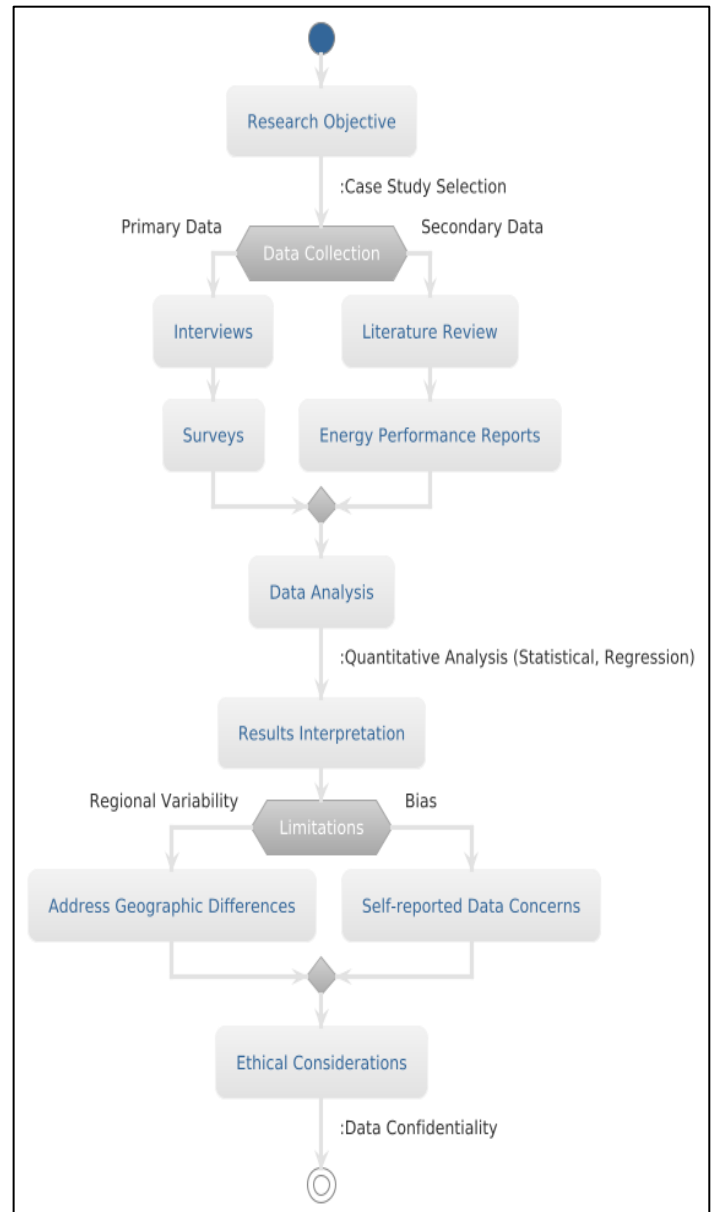 Research Objective
:Case Study Selection
Primary Data
Secondary Data
Data Collection
Interviews
Literature Review
Surveys
Energy Performance Reports
Data Analysis
:Quantitative Analysis (Statistical, Regression)
Results Interpretation
Regional Variability
Bias
Limitations
Address Geographic Differences
Self-reported Data Concerns
Ethical Considerations
:Data Confidentiality